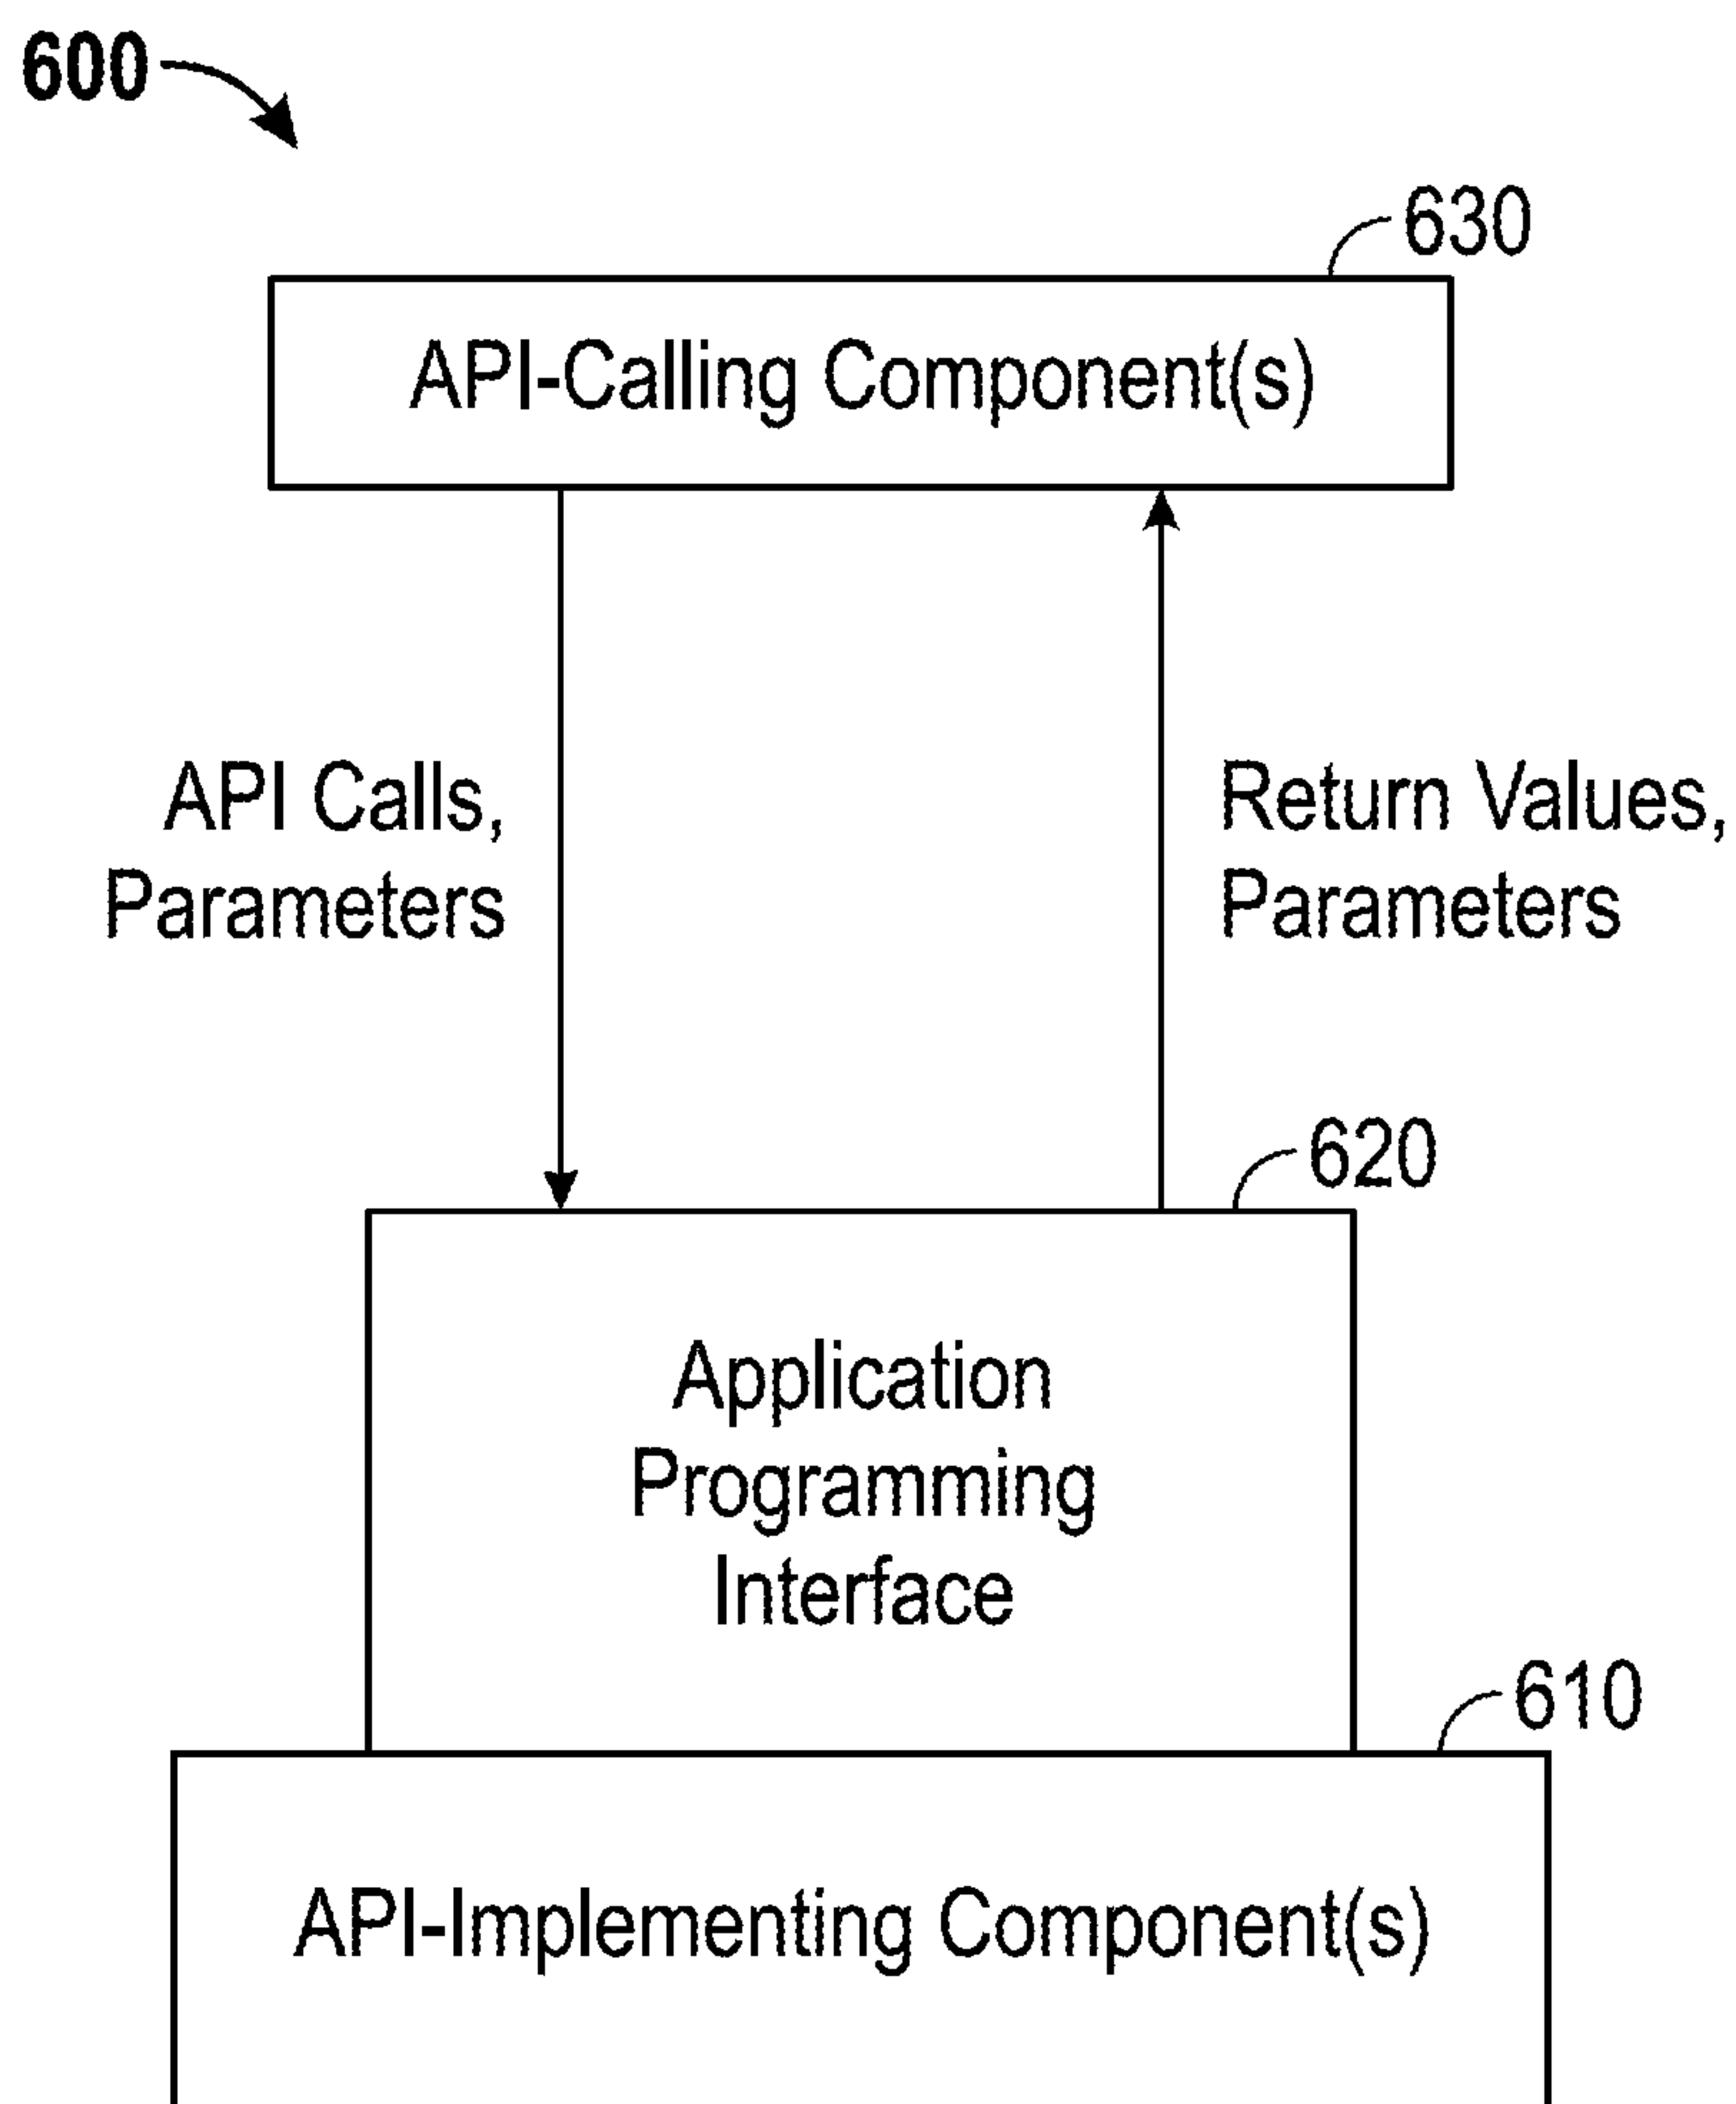 600
630
API-Calling Component(s)
API Calls,
Parameters
Return Values,
Parameters
620
Application
Programming
Interface
610
API-Implementing Component(s)